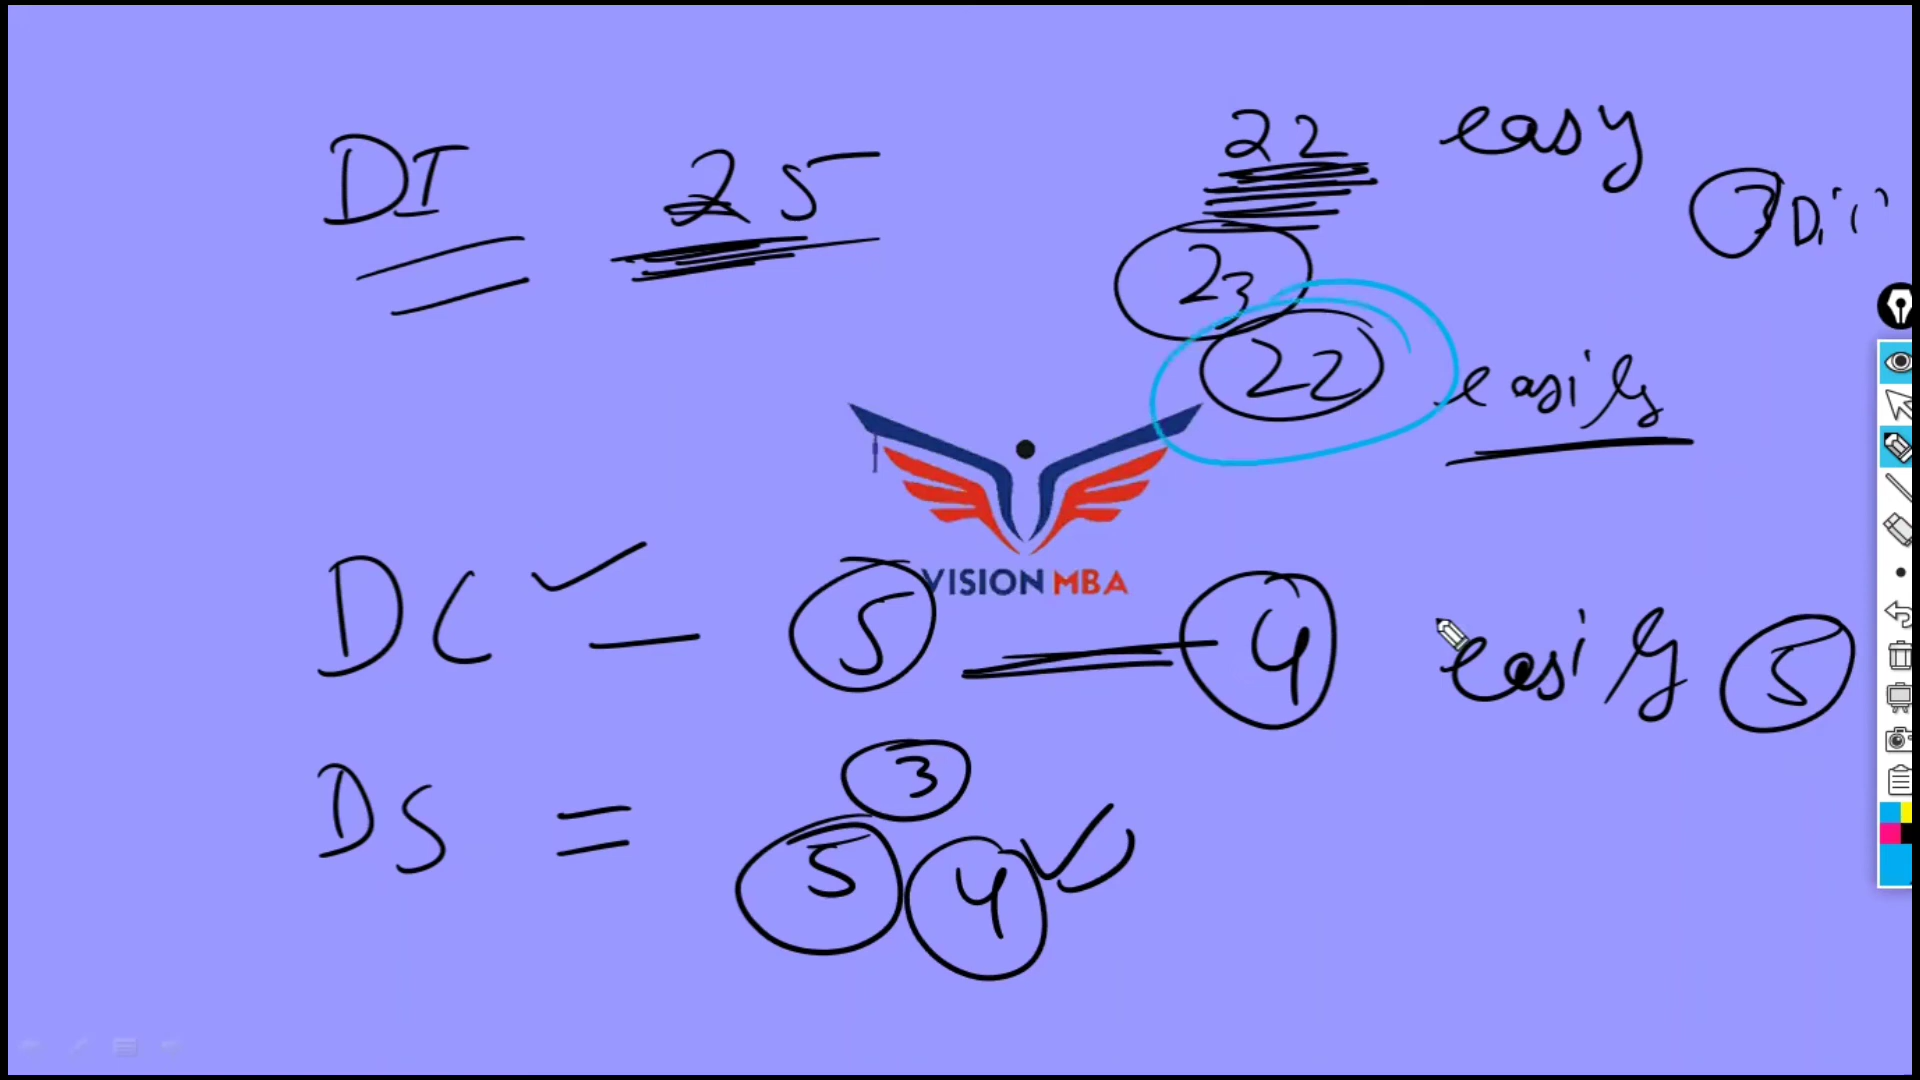 DI 25 22 easy
23
22 easily
VISION MBA
DC ✓ — 5 — 4 easily 5
3
DS = 5 4 ✓